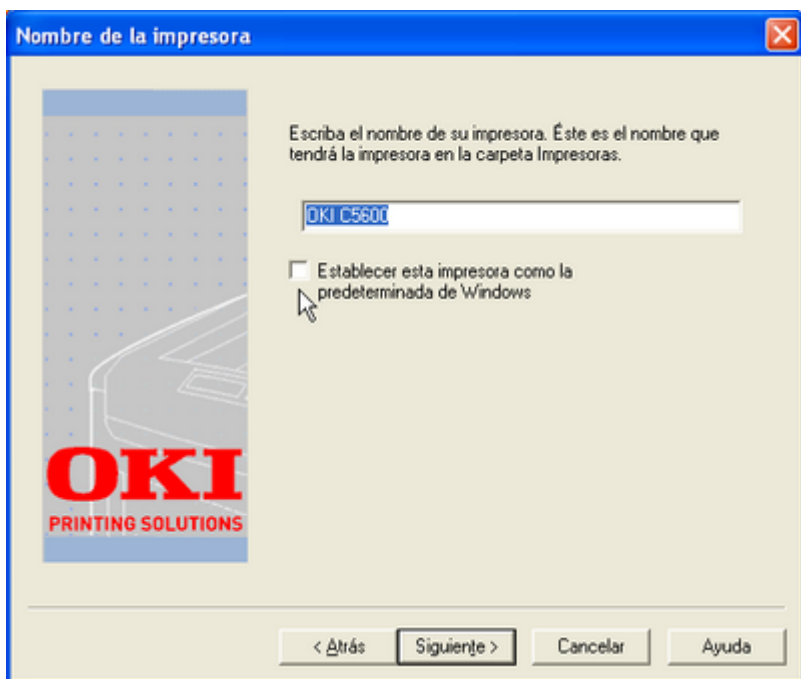 Nombre de la impresora
Escriba el nombre de su impresora. Éste es el nombre que
tendrá la impresora en la carpeta Impresoras.
OKI C5600
Establecer esta impresora como la
predeterminada de Windows
OKI
PRINTING SOLUTIONS
< Atrás
Siguiente >
Cancelar
Ayuda